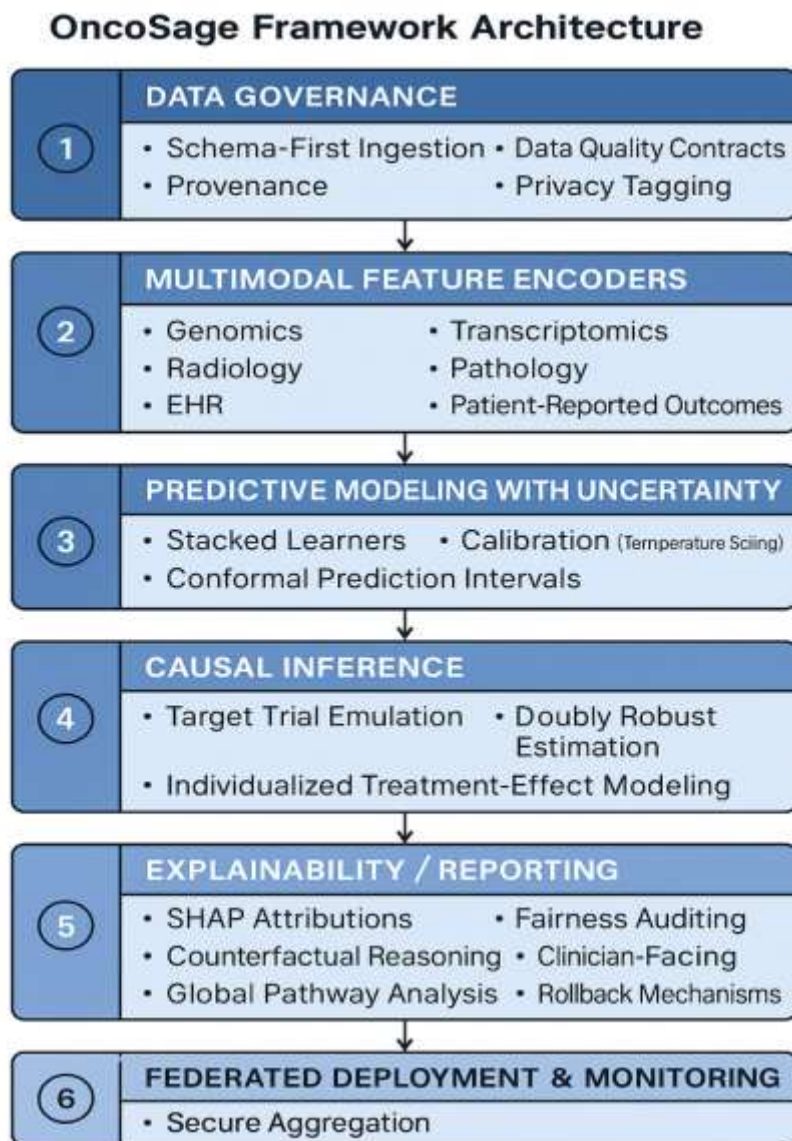 OncoSage Framework Architecture
1
DATA GOVERNANCE
• Schema-First Ingestion • Data Quality Contracts
• Provenance • Privacy Tagging
2
MULTIMODAL FEATURE ENCODERS
• Genomics • Transcriptomics
• Radiology • Pathology
• EHR • Patient-Reported Outcomes
3
PREDICTIVE MODELING WITH UNCERTAINTY
• Stacked Learners • Calibration (Temperature Sciing)
• Conformal Prediction Intervals
4
CAUSAL INFERENCE
• Target Trial Emulation • Doubly Robust
Estimation
• Individualized Treatment-Effect Modeling
5
EXPLAINABILITY / REPORTING
• SHAP Attributions • Fairness Auditing
• Counterfactual Reasoning • Clinician-Facing
• Global Pathway Analysis • Rollback Mechanisms
6
FEDERATED DEPLOYMENT & MONITORING
• Secure Aggregation